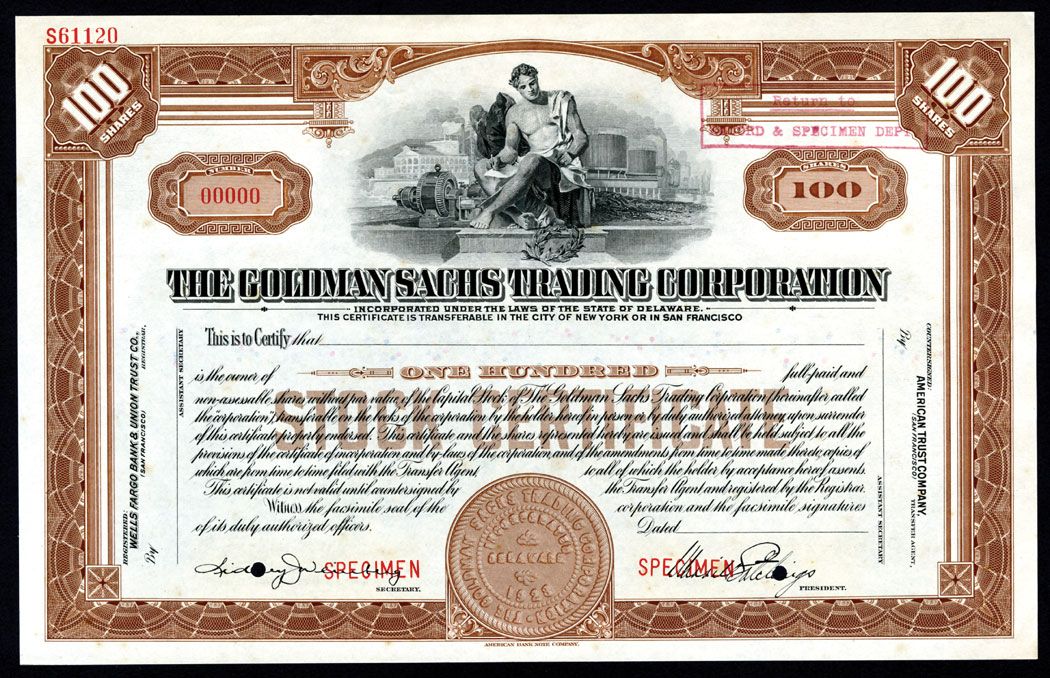 S61120
100
SHARES
100
SHARES
Return to
RECORD & SPECIMEN DEPT
NUMBER
00000
SHARES
100
THE GOLDMAN SACHS TRADING CORPORATION
INCORPORATED UNDER THE LAWS OF THE STATE OF DELAWARE.
THIS CERTIFICATE IS TRANSFERABLE IN THE CITY OF NEW YORK OR IN SAN FRANCISCO
This is to Certify that
is the owner of ONE HUNDRED full-paid and
STOCK CERTIFICATE
non-assessable shares without par value of the Capital Stock of The Goldman Sachs Trading Corporation (hereinafter called
the "corporation"), transferable on the books of the corporation by the holder hereof in person or by duly authorized attorney, upon surrender
of this certificate properly endorsed. This certificate and the shares represented hereby are issued and shall be held subject to all the
provisions of the certificate of incorporation and by-laws of the corporation, and of the amendments from time to time made thereto, copies of
which are from time to time filed with the Transfer Agent, to all of which the holder by acceptance hereof assents.
This certificate is not valid until countersigned by the Transfer Agent and registered by the Registrar.
Witness the facsimile seal of the corporation and the facsimile signatures
of its duly authorized officers. Dated
SPECIMEN
SECRETARY.
SPECIMEN
PRESIDENT.
THE GOLDMAN SACHS TRADING CORPORATION
INCORPORATED
DELAWARE
REGISTERED:
WELLS FARGO BANK & UNION TRUST CO.,
(SAN FRANCISCO) REGISTRAR,
By
ASSISTANT SECRETARY
COUNTERSIGNED:
AMERICAN TRUST COMPANY,
(SAN FRANCISCO) TRANSFER AGENT,
By
ASSISTANT SECRETARY
AMERICAN BANK NOTE COMPANY.